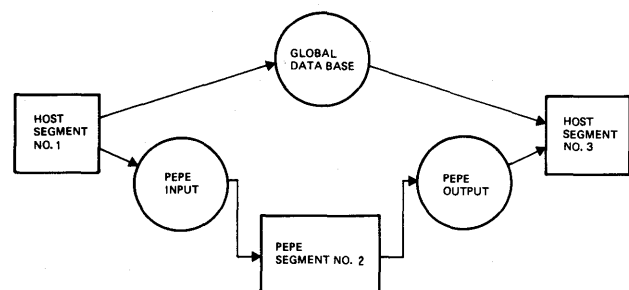 GLOBAL
DATA BASE
HOST
SEGMENT
NO. 1
HOST
SEGMENT
NO. 3
PEPE
INPUT
PEPE
OUTPUT
PEPE
SEGMENT NO. 2